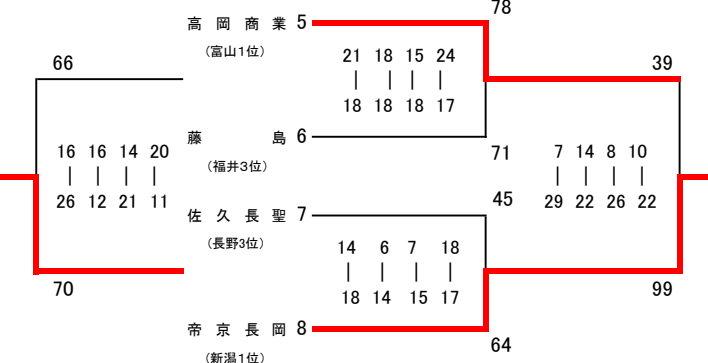 78
高岡商業 5
(富山1位)
21 18 15 24
| | | |
18 18 18 17
66
39
藤島 6
(福井3位)
71
16 16 14 20
| | | |
26 12 21 11
7 14 8 10
| | | |
29 22 26 22
45
佐久長聖 7
(長野3位)
14 6 7 18
| | | |
18 14 15 17
70
99
帝京長岡 8
(新潟1位)
64